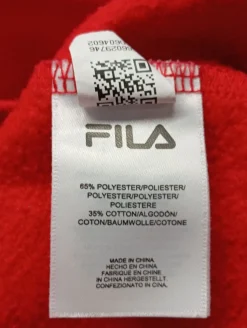 FILA
65% POLYESTER/POLIESTER/
POLYESTER/POLYESTER/
POLIESTERE
35% COTTON/ALGODÓN/
COTON/BAUMWOLLE/COTONE
MADE IN CHINA
HECHO EN CHINA
FABRIQUE EN CHINE
IN CHINA HERGESTELLT
CONFEZIONATO IN CINA